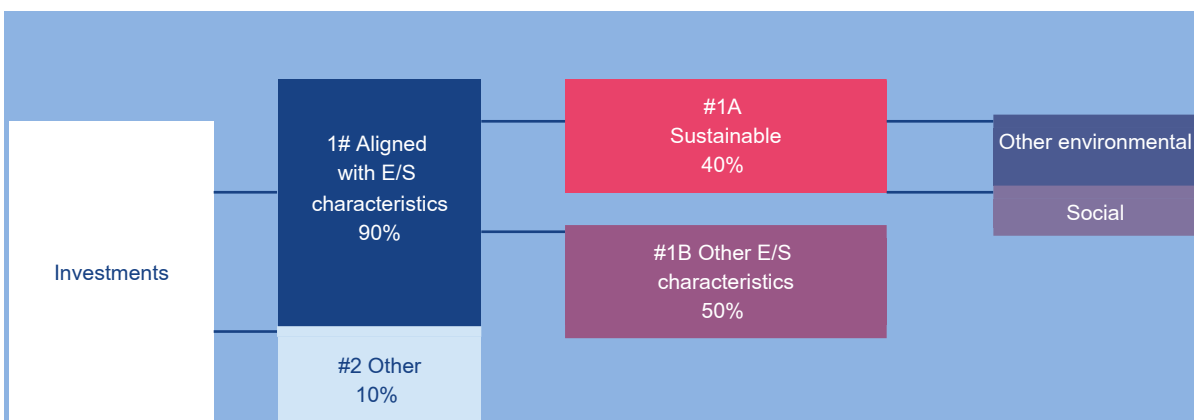 Investments
1# Aligned
with E/S
characteristics
90%
#2 Other
10%
#1A
Sustainable
40%
#1B Other E/S
characteristics
50%
Other environmental
Social